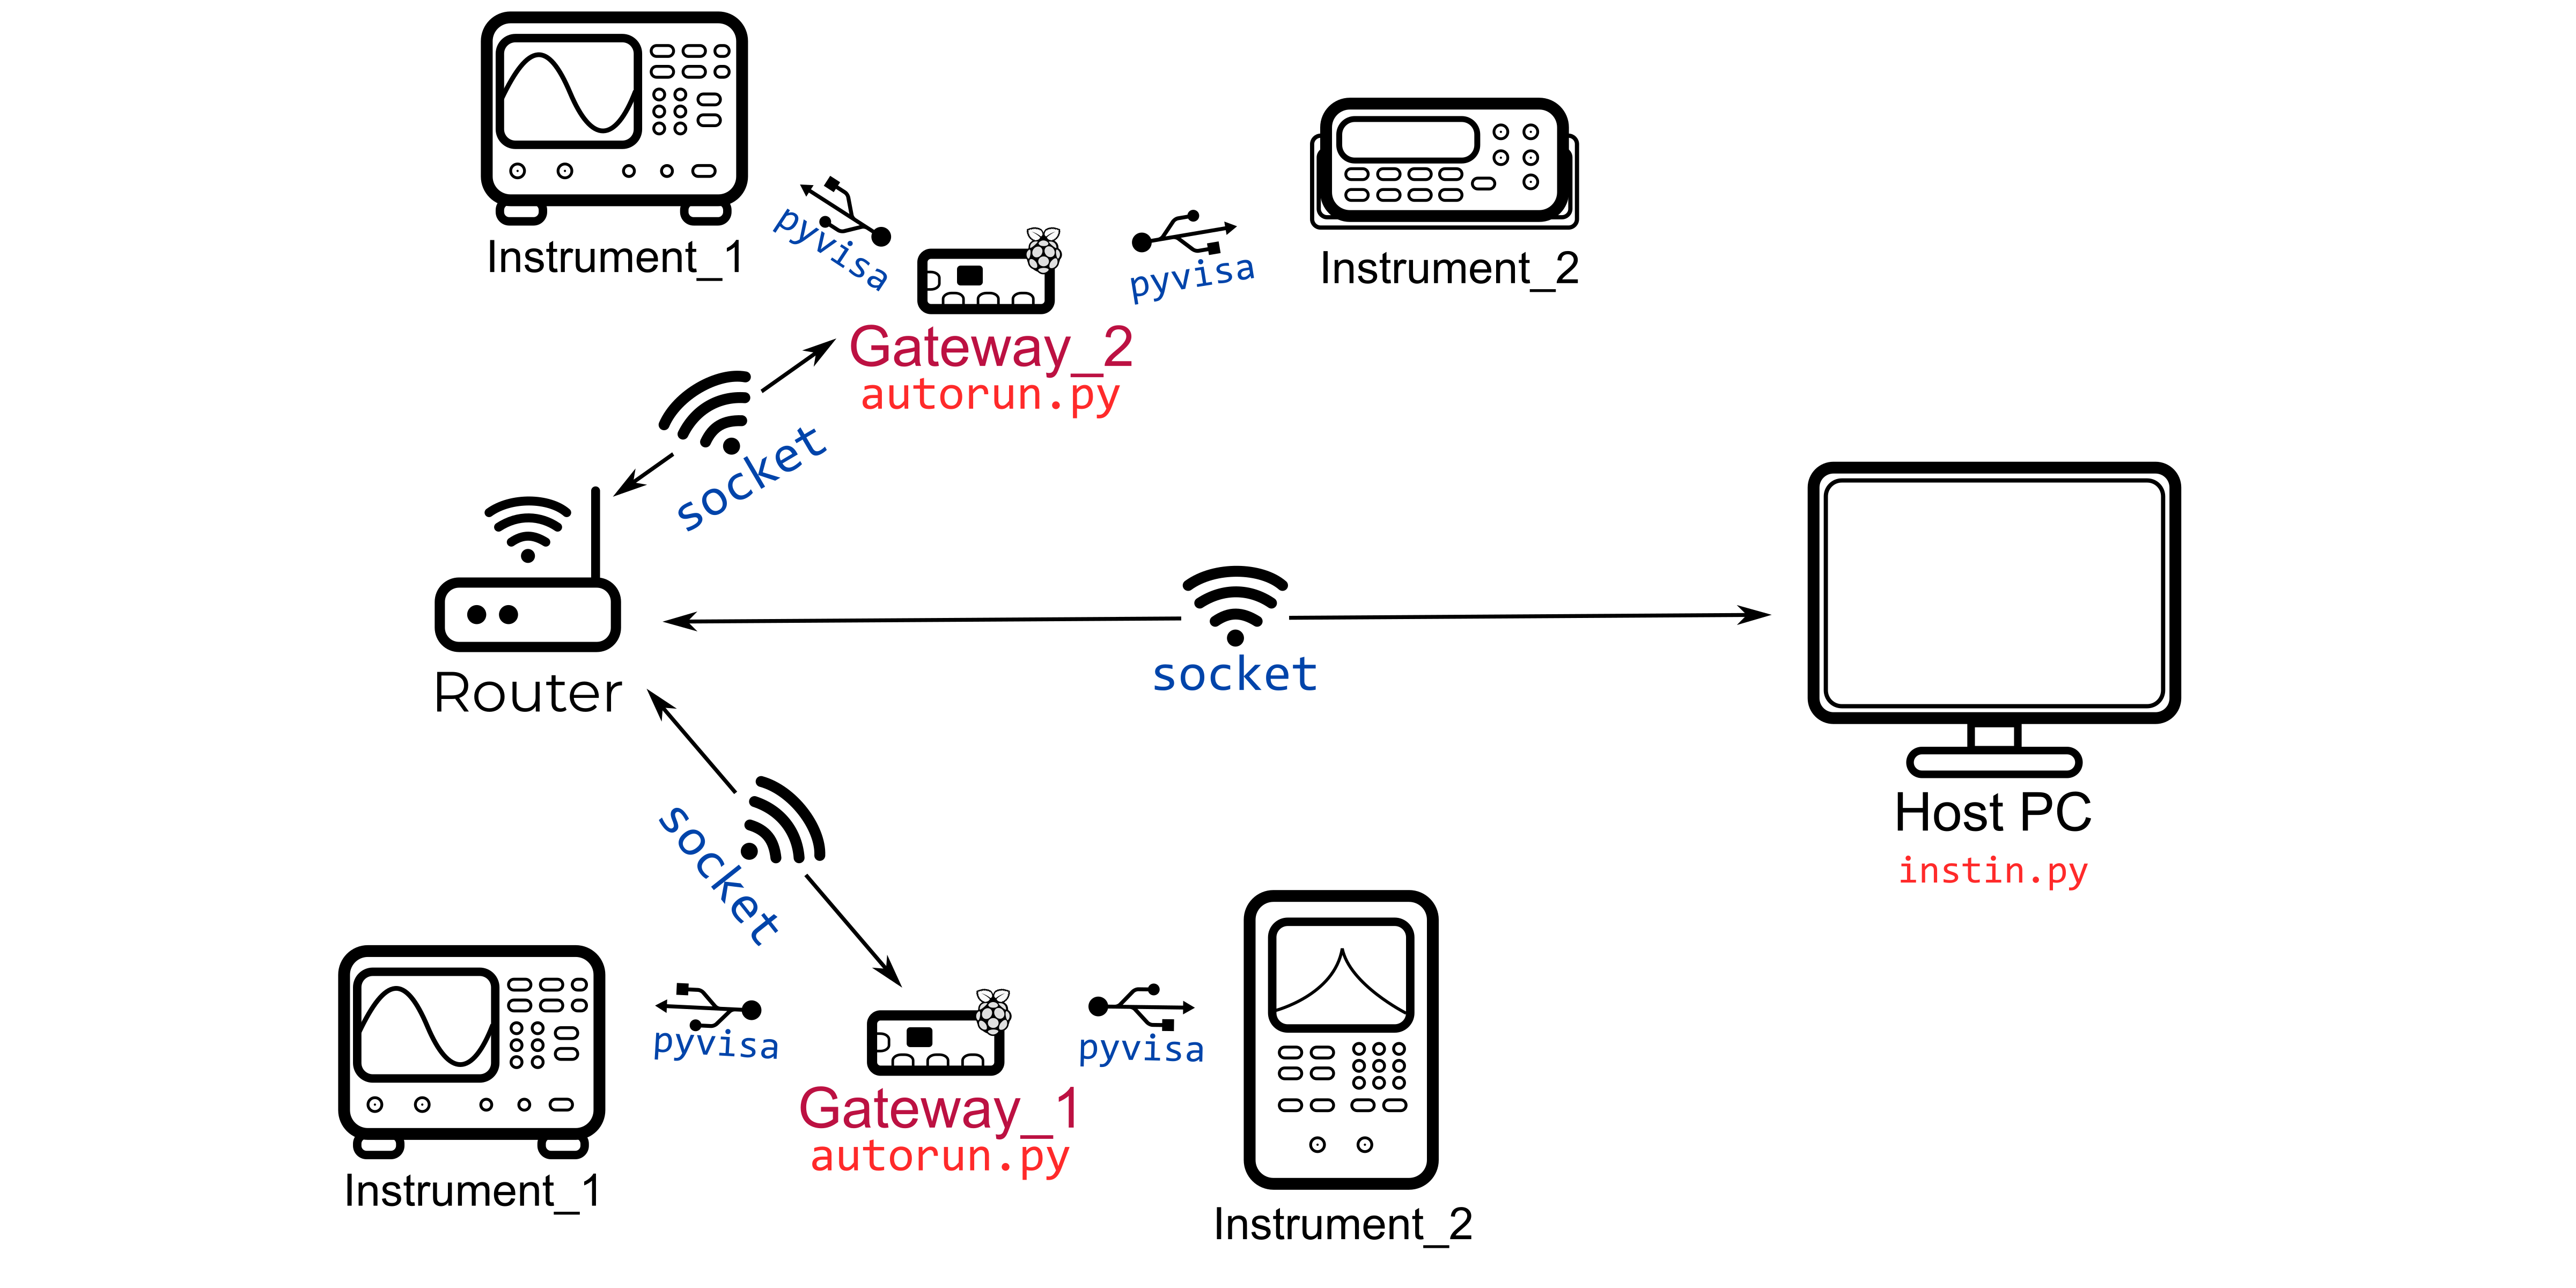 Instrument_1
pyvisa
pyvisa
Instrument_2
Gateway_2
autorun.py
socket
Router
socket
Host PC
instin.py
socket
Instrument_1
pyvisa
Gateway_1
autorun.py
pyvisa
Instrument_2